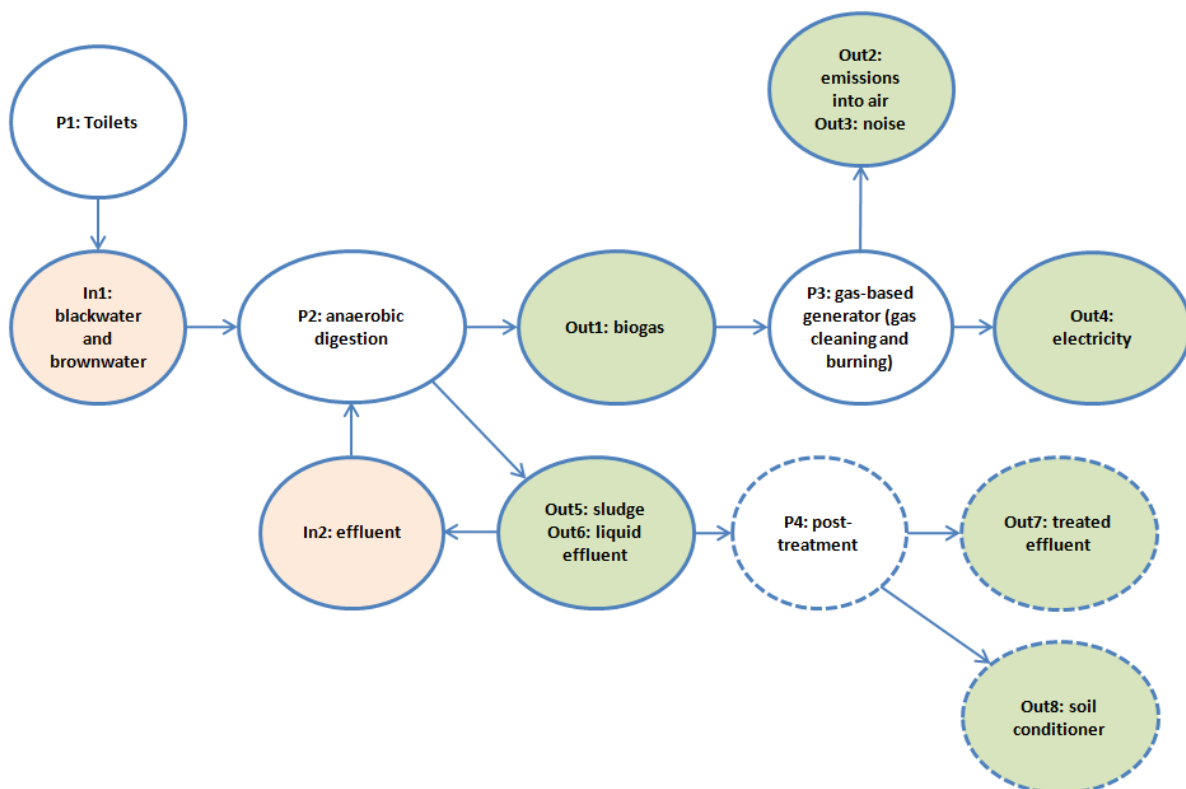 Out2:
emissions
into air
Out3: noise
P1: Toilets
In1:
blackwater
and
brownwater
P2: anaerobic
digestion
Out1: biogas
P3: gas-based
generator (gas
cleaning and
burning)
Out4:
electricity
In2: effluent
Out5: sludge
Out6: liquid
effluent
P4: post-
treatment
Out7: treated
effluent
Out8: soil
conditioner